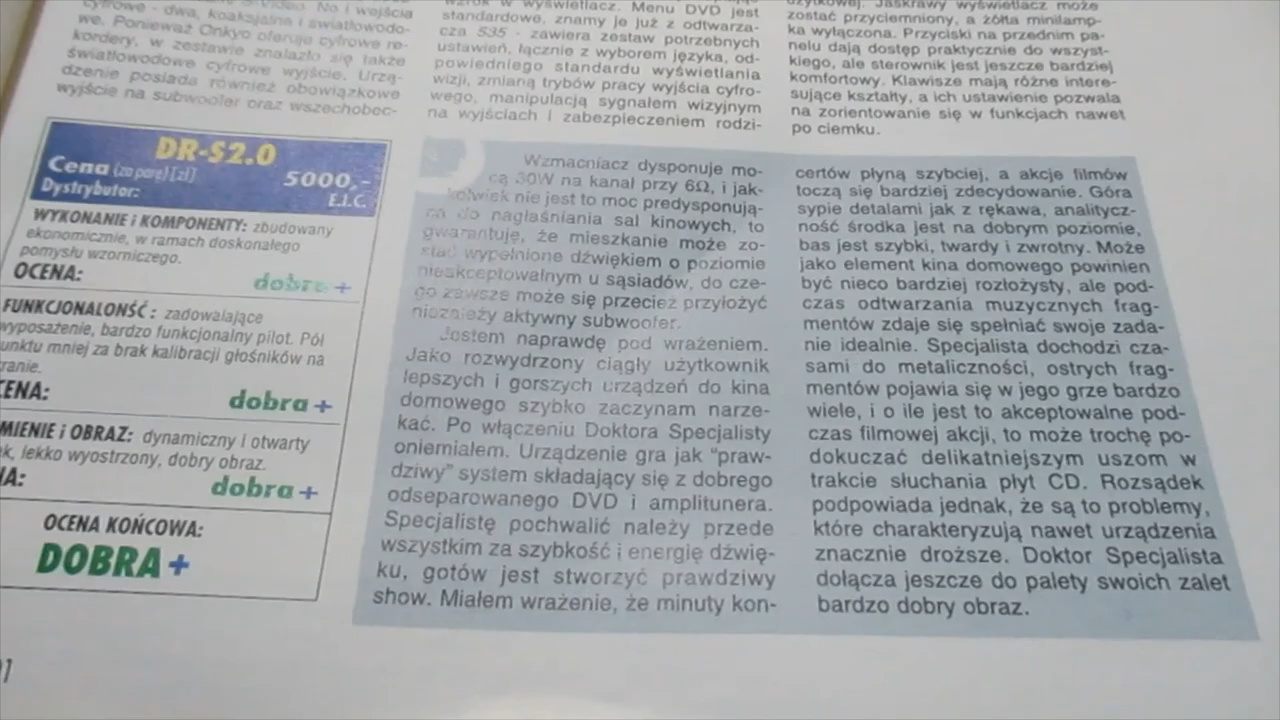 cyfrowe - dwa, koaksjalna i światłowodo-
we. Ponieważ Onkyo oferuje cyfrowe re-
kordery, w zestawie znalazło się także
światłowodowe cyfrowe wyjście. Urzą-
dzenie posiada również obowiązkowe
wyjście na subwoofer oraz wszechobec-
wzrok w wyświetlacz. Menu DVD jest
standardowe, znamy je już z odtwarza-
cza 535 - zawiera zestaw potrzebnych
ustawień, łącznie z wyborem języka, od-
powiedniego standardu wyświetlania
wizji, zmianą trybów pracy wyjścia cyfro-
wego, manipulacją sygnałem wizyjnym
na wyjściach i zabezpieczeniem rodzi-
użytkowej. Jaskrawy wyświetlacz może
zostać przyciemniony, a żółta minilamp-
ka wyłączona. Przyciski na przednim pa-
nelu dają dostęp praktycznie do wszyst-
kiego, ale sterownik jest jeszcze bardziej
komfortowy. Klawisze mają różne intere-
sujące kształty, a ich ustawienie pozwala
na zorientowanie się w funkcjach nawet
po ciemku.
DR-S2.0
Cena (za parę) [zł] 5000,-
Dystrybutor: E.I.C.
WYKONANIE i KOMPONENTY: zbudowany
ekonomicznie, w ramach doskonałego
pomysłu wzorniczego.
OCENA: dobra +
FUNKCJONALONŚĆ : zadowalające
wyposażenie, bardzo funkcjonalny pilot. Pół
punktu mniej za brak kalibracji głośników na
ranie.
CENA: dobra +
MIENIE i OBRAZ: dynamiczny i otwarty
ęk, lekko wyostrzony, dobry obraz.
NA: dobra +
OCENA KOŃCOWA:
DOBRA +
Wzmacniacz dysponuje mo-
cą 30W na kanał przy 6Ω, i jak-
kolwiek nie jest to moc predysponują-
ca do nagłaśniania sal kinowych, to
gwarantuję, że mieszkanie może zo-
stać wypełnione dźwiękiem o poziomie
nieakceptowalnym u sąsiadów, do cze-
go zawsze może się przecież przyłożyć
niezależy aktywny subwoofer.
Jestem naprawdę pod wrażeniem.
Jako rozwydrzony ciągły użytkownik
lepszych i gorszych urządzeń do kina
domowego szybko zaczynam narze-
kać. Po włączeniu Doktora Specjalisty
oniemiałem. Urządzenie gra jak "praw-
dziwy" system składający się z dobrego
odseparowanego DVD i amplitunera.
Specjalistę pochwalić należy przede
wszystkim za szybkość i energię dźwię-
ku, gotów jest stworzyć prawdziwy
show. Miałem wrażenie, że minuty kon-
certów płyną szybciej, a akcje filmów
toczą się bardziej zdecydowanie. Góra
sypie detalami jak z rękawa, analitycz-
ność środka jest na dobrym poziomie,
bas jest szybki, twardy i zwrotny. Może
jako element kina domowego powinien
być nieco bardziej rozłożysty, ale pod-
czas odtwarzania muzycznych frag-
mentów zdaje się spełniać swoje zada-
nie idealnie. Specjalista dochodzi cza-
sami do metaliczności, ostrych frag-
mentów pojawia się w jego grze bardzo
wiele, i o ile jest to akceptowalne pod-
czas filmowej akcji, to może trochę po-
dokuczać delikatniejszym uszom w
trakcie słuchania płyt CD. Rozsądek
podpowiada jednak, że są to problemy,
które charakteryzują nawet urządzenia
znacznie droższe. Doktor Specjalista
dołącza jeszcze do palety swoich zalet
bardzo dobry obraz.